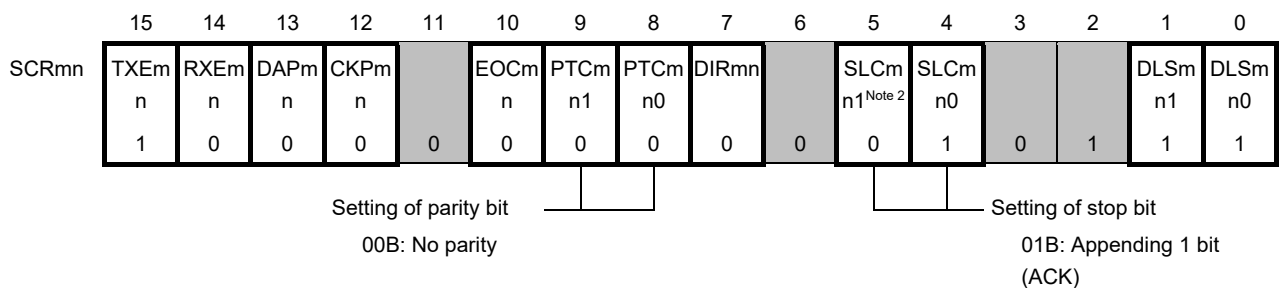 15 14 13 12 11 10 9 8 7 6 5 4 3 2 1 0
SCRmn TXEm RXEm DAPm CKPm EOCm PTCm PTCm DIRmn SLCm SLCm DLSm DLSm
n n n n n n1 n0 n1Note 2 n0 n1 n0
1 0 0 0 0 0 0 0 0 0 0 1 0 1 1 1
Setting of parity bit Setting of stop bit
00B: No parity 01B: Appending 1 bit
(ACK)